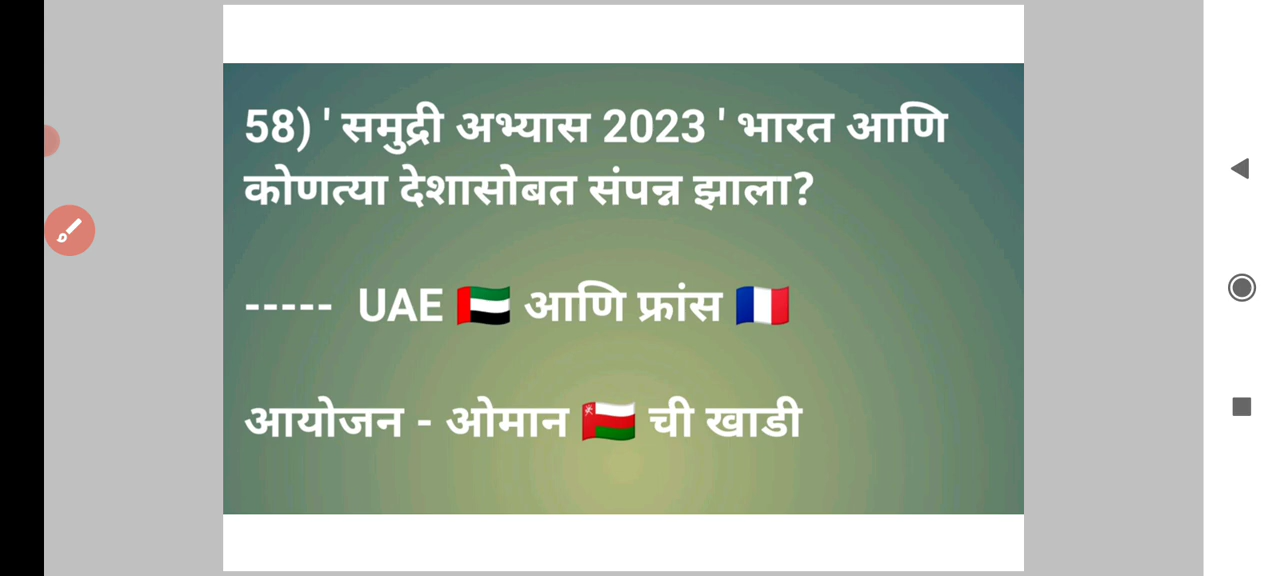 58) ' समुद्री अभ्यास 2023 ' भारत आणि
कोणत्या देशासोबत संपन्न झाला?
----- UAE 🇦🇪 आणि फ्रांस 🇫🇷
आयोजन - ओमान 🇴🇲 ची खाडी